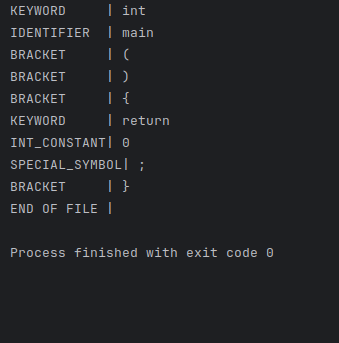 KEYWORD     | int
IDENTIFIER  | main
BRACKET     | (
BRACKET     | )
BRACKET     | {
KEYWORD     | return
INT_CONSTANT| 0
SPECIAL_SYMBOL| ;
BRACKET     | }
END OF FILE |
Process finished with exit code 0